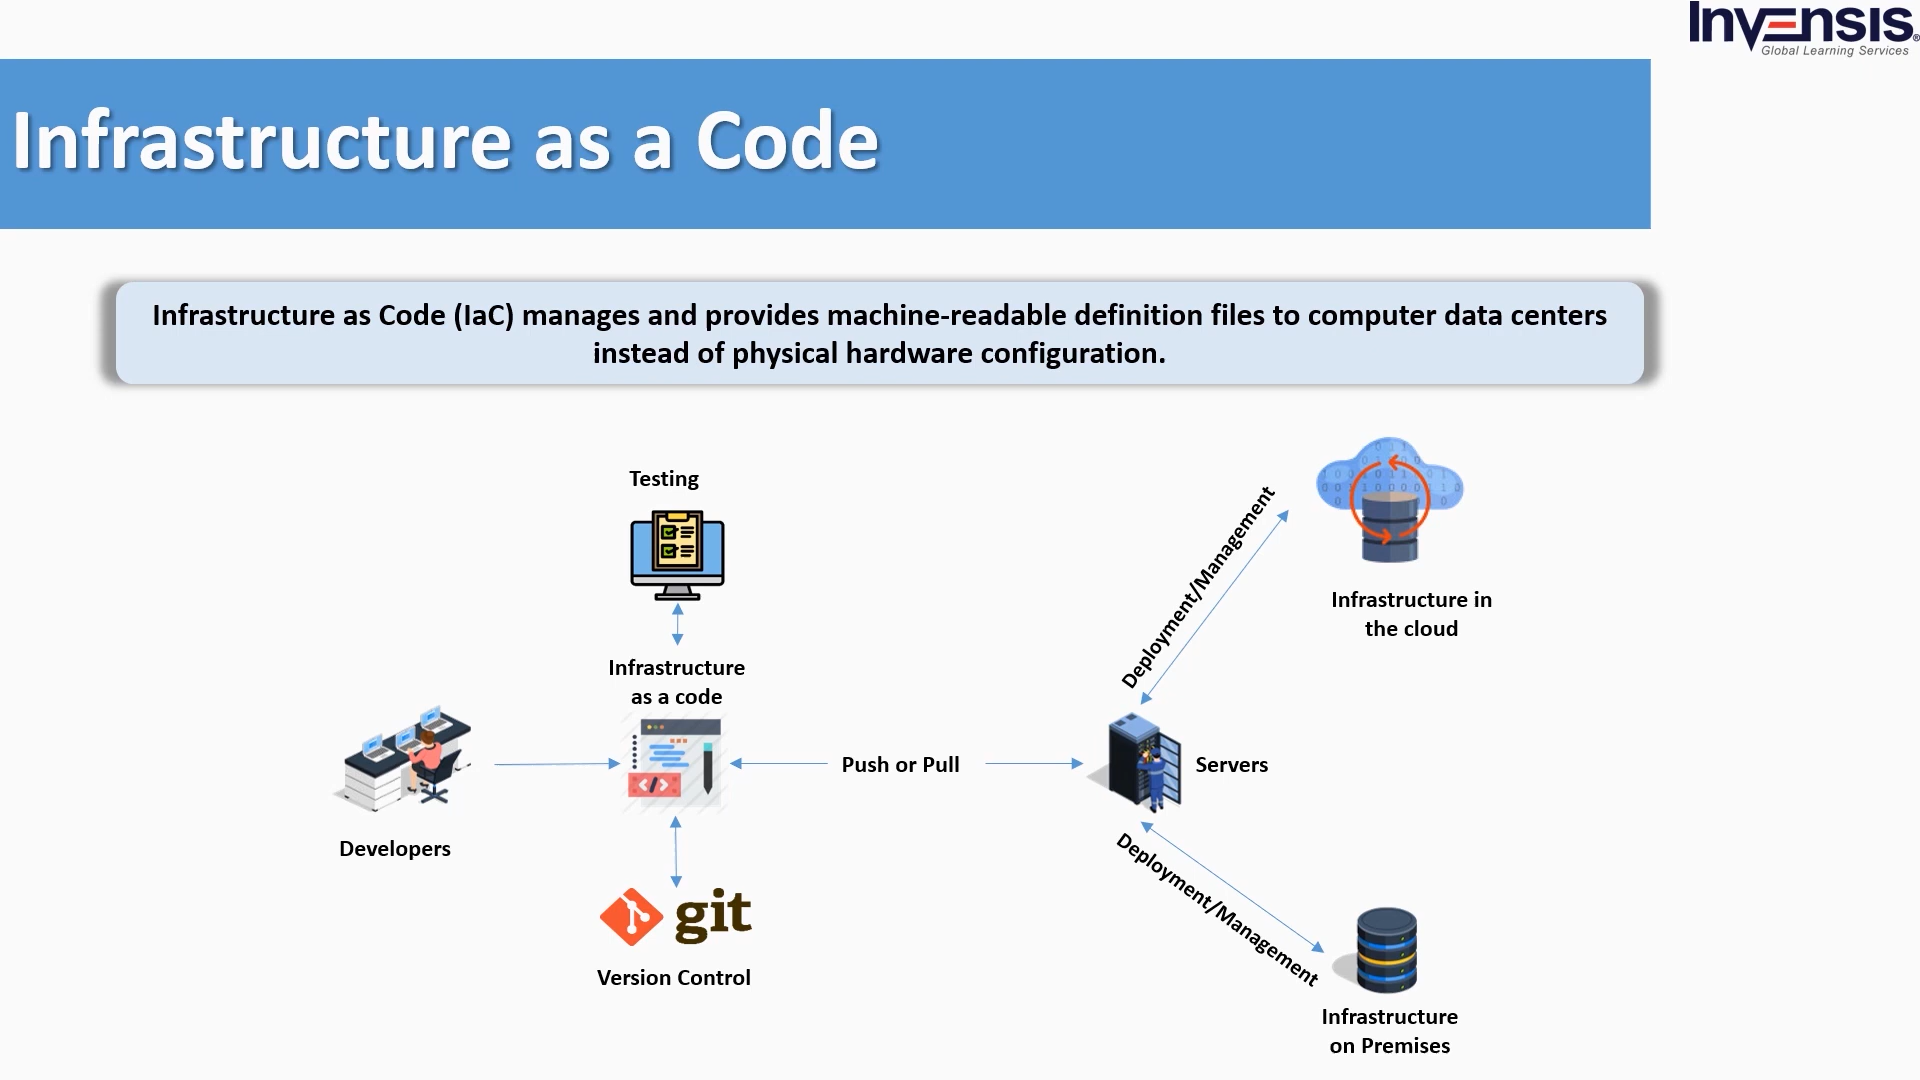 Invensis®
Global Learning Services
Infrastructure as a Code
Infrastructure as Code (IaC) manages and provides machine-readable definition files to computer data centers
instead of physical hardware configuration.
Testing
Infrastructure
as a code
Developers
Push or Pull
Servers
git
Version Control
Deployment/Management
Infrastructure in
the cloud
Deployment/Management
Infrastructure
on Premises